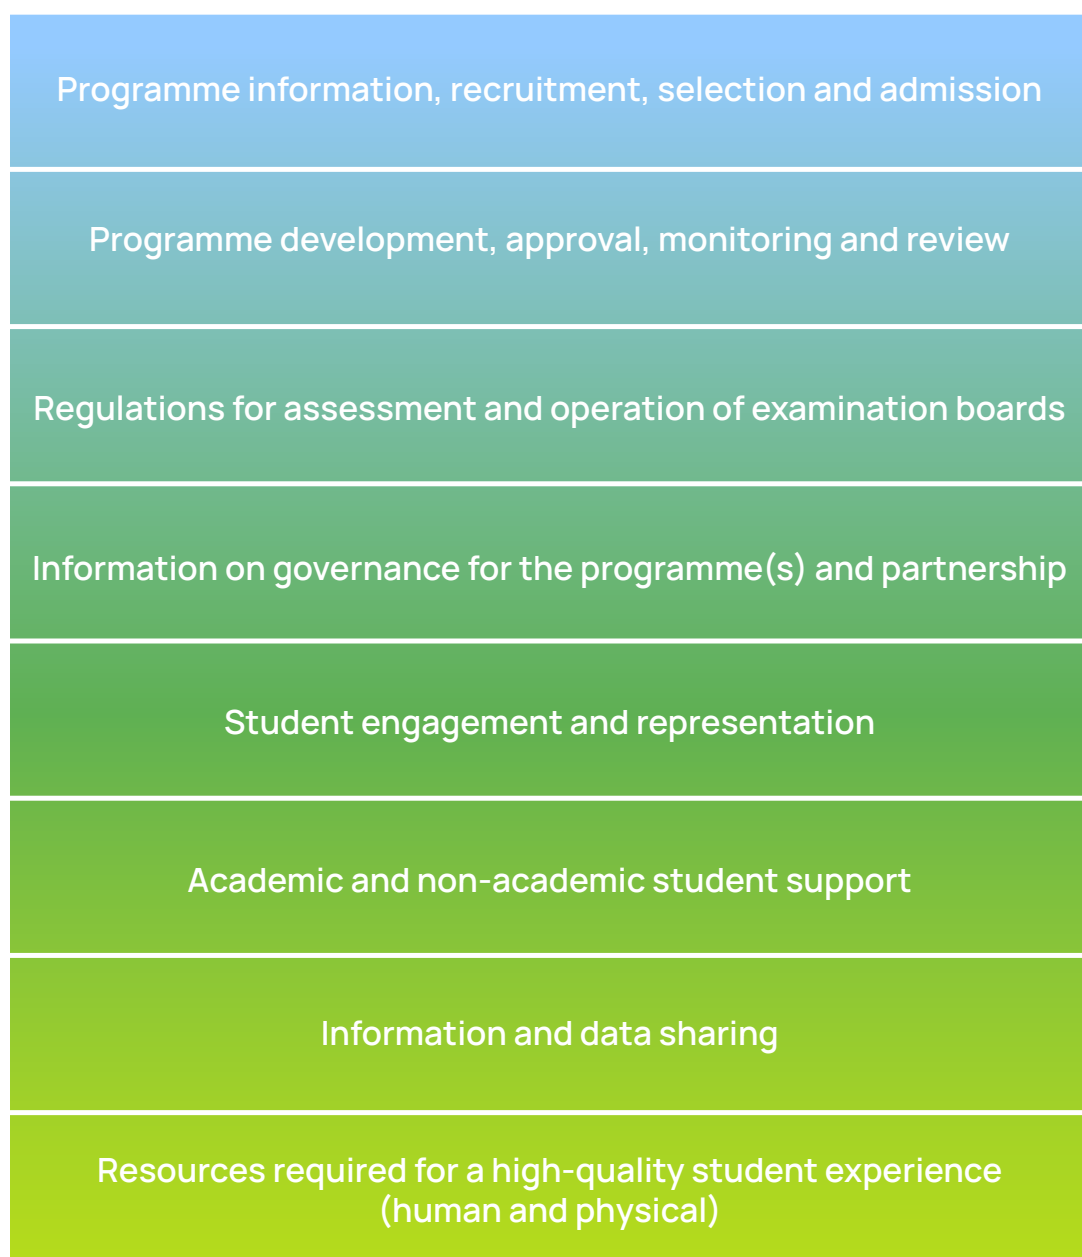 Programme information, recruitment, selection and admission
Programme development, approval, monitoring and review
Regulations for assessment and operation of examination boards
Information on governance for the programme(s) and partnership
Student engagement and representation
Academic and non-academic student support
Information and data sharing
Resources required for a high-quality student experience
(human and physical)